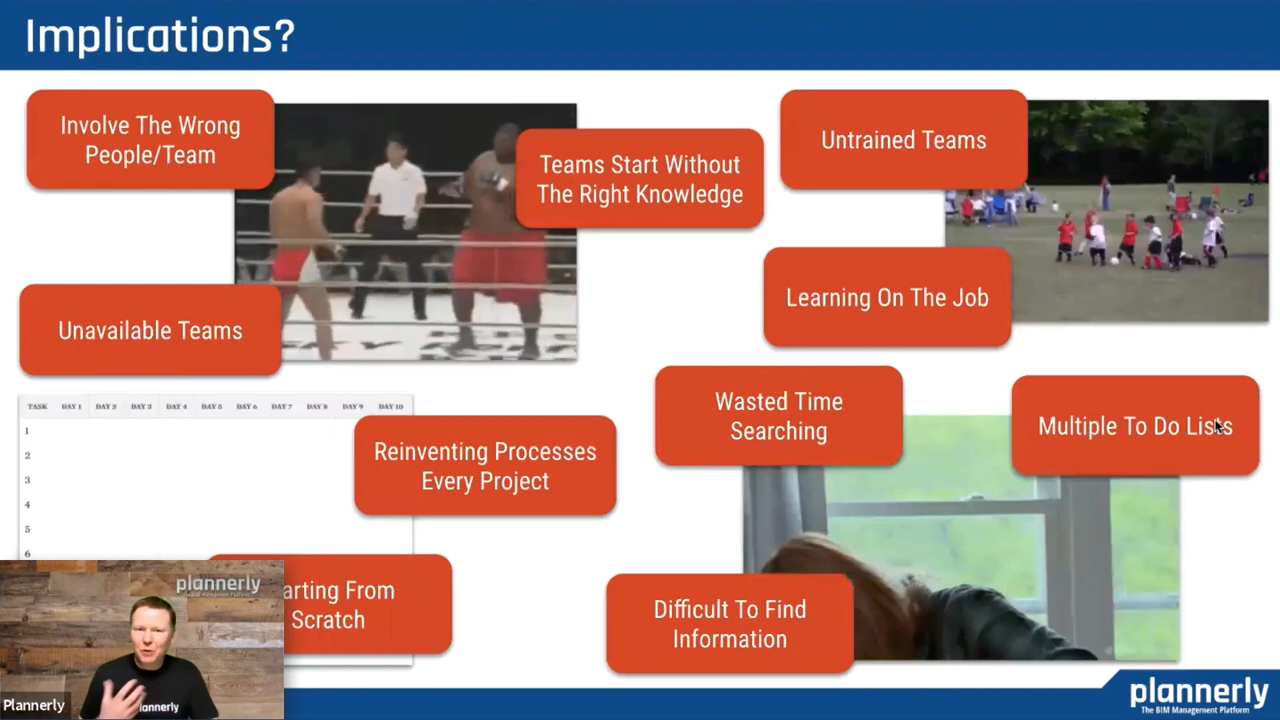 Implications?
Involve The Wrong
People/Team
Teams Start Without
The Right Knowledge
Untrained Teams
Learning On The Job
Unavailable Teams
Wasted Time
Searching
Multiple To Do Lists
TASK DAY 1 DAY 2 DAY 3 DAY 4 DAY 5 DAY 6 DAY 7 DAY 8 DAY 9 DAY 10
1
2
3
4
5
6
Reinventing Processes
Every Project
arting From
Scratch
Difficult To Find
Information
plannerly
plannerly
Plannerly
plannerly
The BIM Management Platform